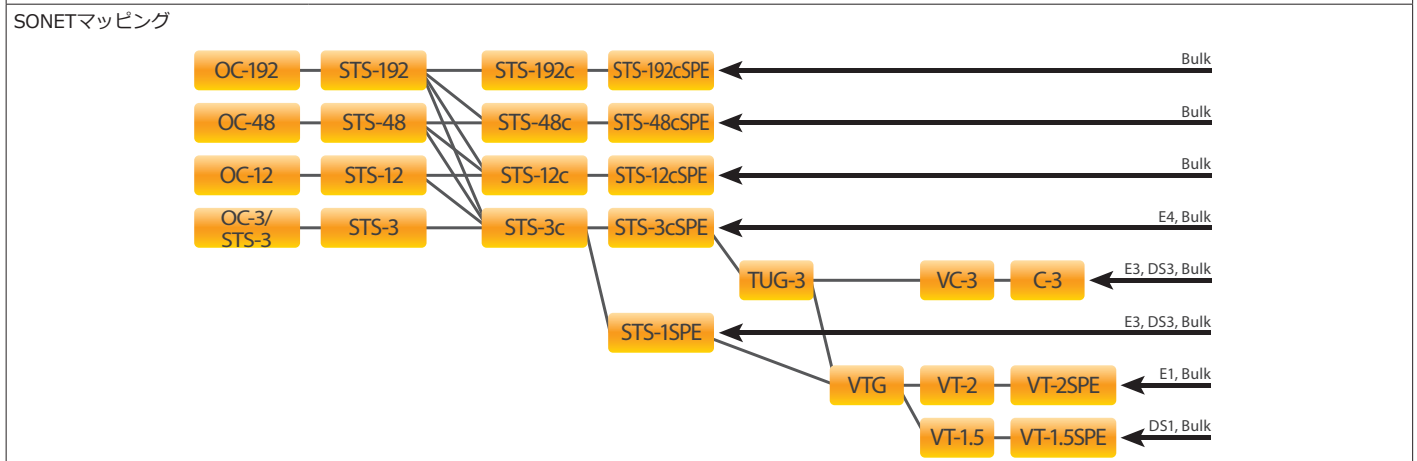 SONETマッピング
OC-192 STS-192 STS-192c STS-192cSPE Bulk
OC-48 STS-48 STS-48c STS-48cSPE Bulk
OC-12 STS-12 STS-12c STS-12cSPE Bulk
OC-3/
STS-3
STS-3 STS-3c STS-3cSPE E4, Bulk
TUG-3 VC-3 C-3 E3, DS3, Bulk
STS-1SPE E3, DS3, Bulk
VTG VT-2 VT-2SPE E1, Bulk
VT-1.5 VT-1.5SPE DS1, Bulk